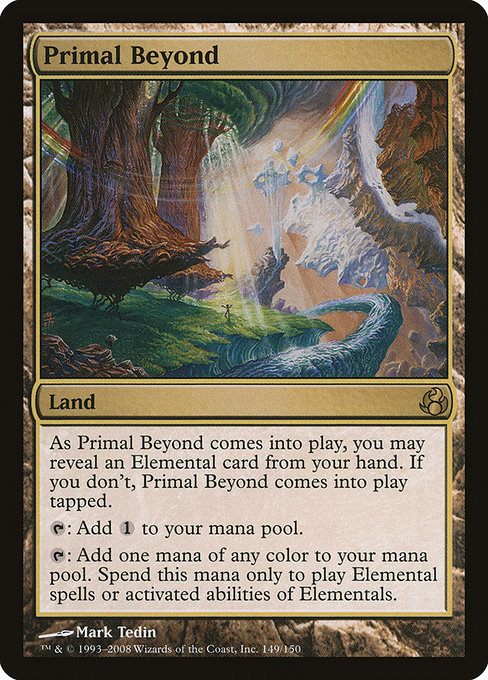 Primal Beyond
Land
As Primal Beyond comes into play, you may
reveal an Elemental card from your hand. If
you don't, Primal Beyond comes into play
tapped.
: Add 1 to your mana pool.
: Add one mana of any color to your mana
pool. Spend this mana only to play Elemental
spells or activated abilities of Elementals.
Mark Tedin
™ & © 1993–2008 Wizards of the Coast, Inc. 149/150